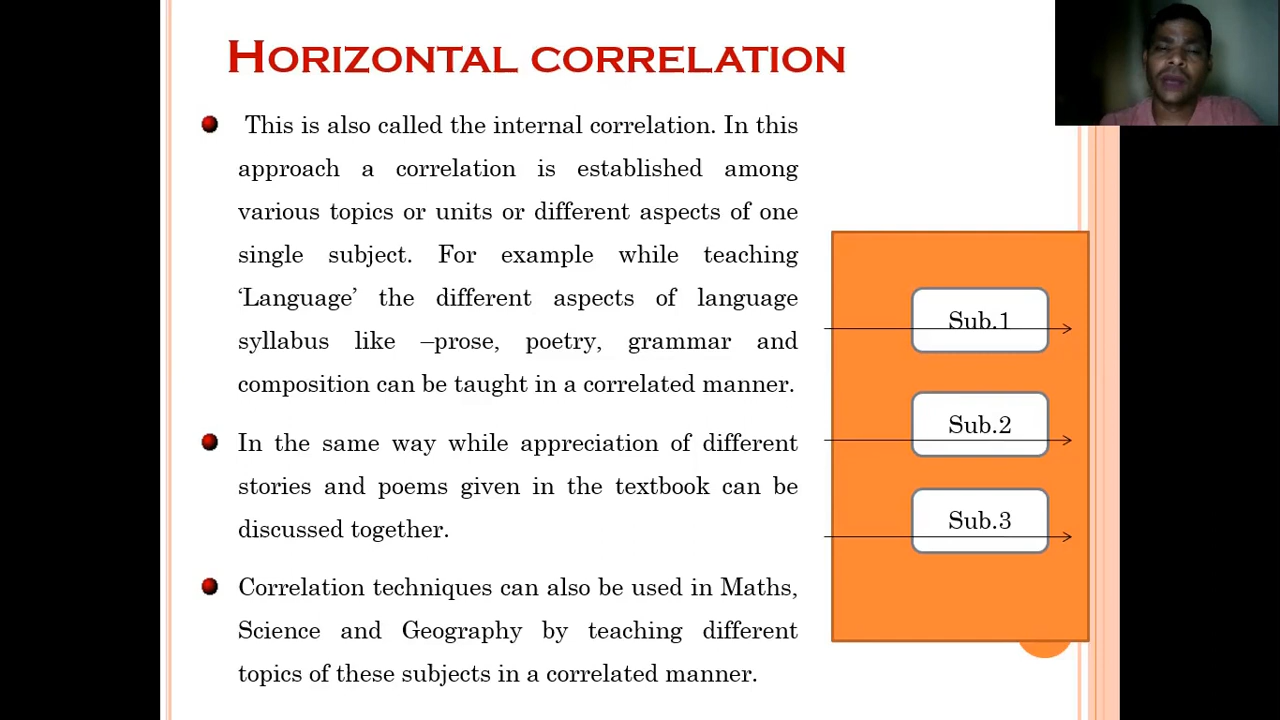 HORIZONTAL CORRELATION
This is also called the internal correlation. In this
approach a correlation is established among
various topics or units or different aspects of one
single subject. For example while teaching
‘Language’ the different aspects of language
syllabus like –prose, poetry, grammar and
composition can be taught in a correlated manner.
In the same way while appreciation of different
stories and poems given in the textbook can be
discussed together.
Correlation techniques can also be used in Maths,
Science and Geography by teaching different
topics of these subjects in a correlated manner.
Sub.1
Sub.2
Sub.3